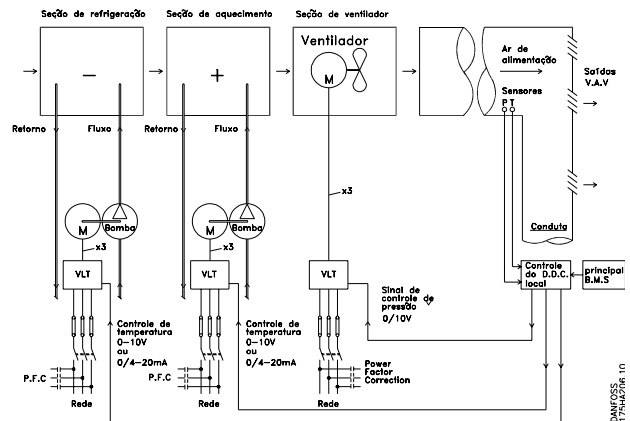 Seção de refrigeração
Seção de aquecimento
Seção de ventilador
−
+
Ventilador
M
Ar de
alimentação
Sensores
P T
Saídas
V.A.V
Retorno
Fluxo
Retorno
Fluxo
x3
M
Bomba
M
Bomba
Conduta
x3
x3
VLT
VLT
VLT
Controle
do D.D.C.
local
principal
B.M.S
Sinal de
controle de
pressão
0/10V
Controle de
temperatura
0−10V
ou
0/4−20mA
Controle de
temperatura
0−10V
ou
0/4−20mA
P.F.C
P.F.C
Power
Factor
Correction
Rede
Rede
Rede
DANFOSS
175HA206.10